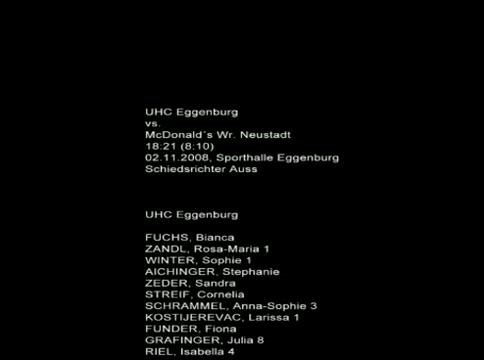 UHC Eggenburg
vs.
McDonald´s Wr. Neustadt
18:21 (8:10)
02.11.2008, Sporthalle Eggenburg
Schiedsrichter Auss
UHC Eggenburg
FUCHS, Bianca
ZANDL, Rosa-Maria 1
WINTER, Sophie 1
AICHINGER, Stephanie
ZEDER, Sandra
STREIF, Cornelia
SCHRAMMEL, Anna-Sophie 3
KOSTIJEREVAC, Larissa 1
FUNDER, Fiona
GRAFINGER, Julia 8
RIEL, Isabella 4